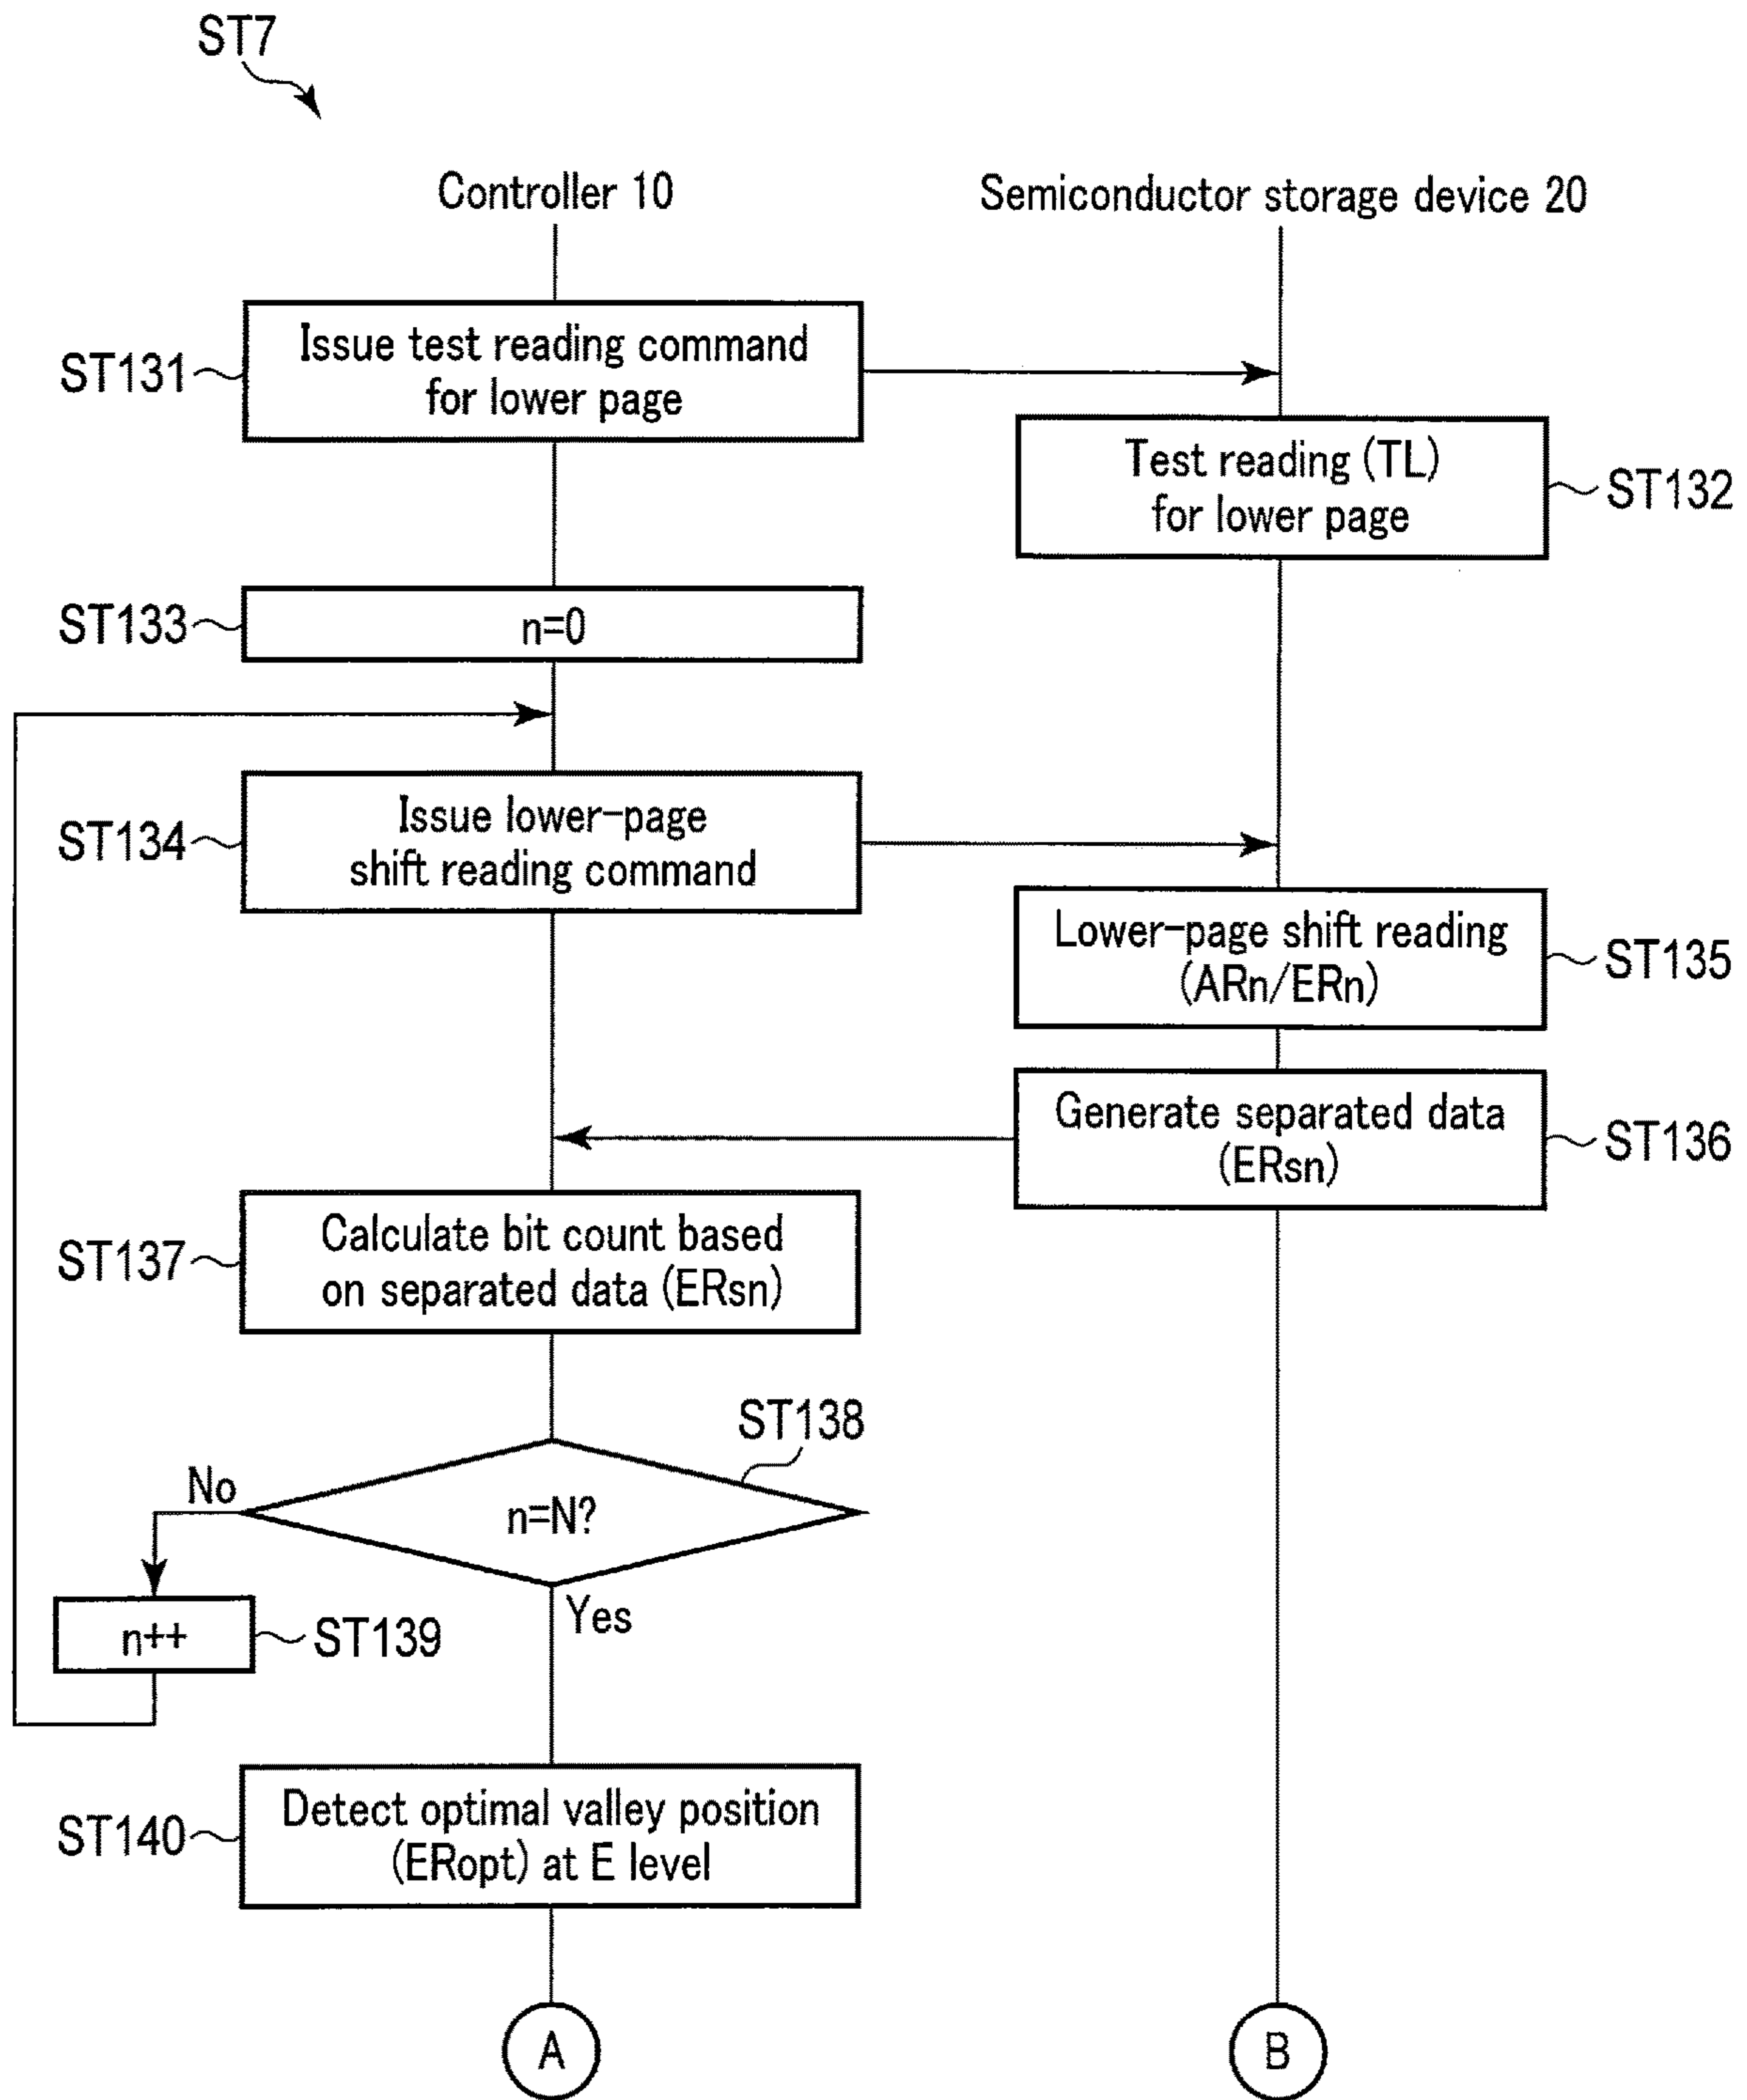 ST7
Controller 10
Semiconductor storage device 20
ST131
Issue test reading command
for lower page
Test reading (TL)
for lower page
ST132
ST133
n=0
ST134
Issue lower-page
shift reading command
Lower-page shift reading
(ARn/ERn)
ST135
Generate separated data
(ERsn)
ST136
ST137
Calculate bit count based
on separated data (ERsn)
ST138
No
n=N?
Yes
n++
ST139
ST140
Detect optimal valley position
(ERopt) at E level
A
B